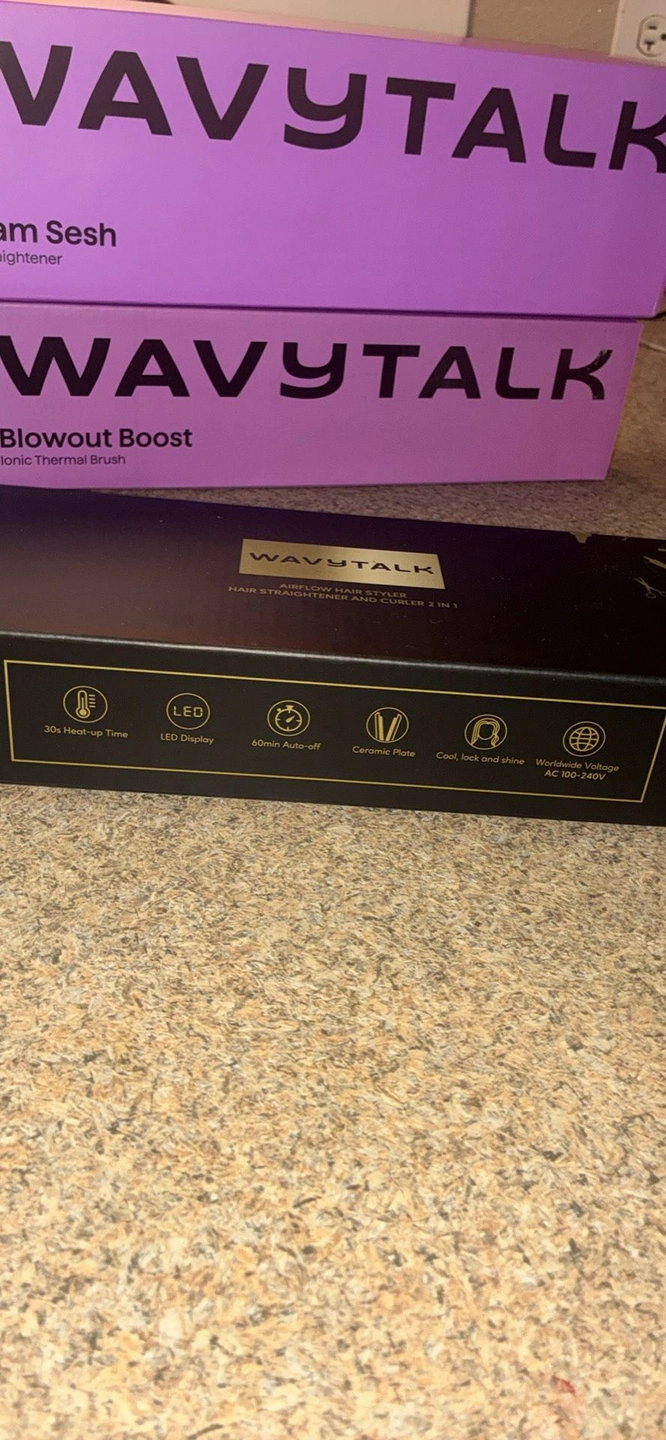 WAVYTALK
am Sesh
aightener
WAVYTALK
Blowout Boost
Ionic Thermal Brush
WAVYTALK
AIRFLOW HAIR STYLER
HAIR STRAIGHTENER AND CURLER 2 IN 1
LED
30s Heat-up Time
LED Display
60min Auto-off
Ceramic Plate
Cool, lock and shine
Worldwide Voltage
AC 100-240V